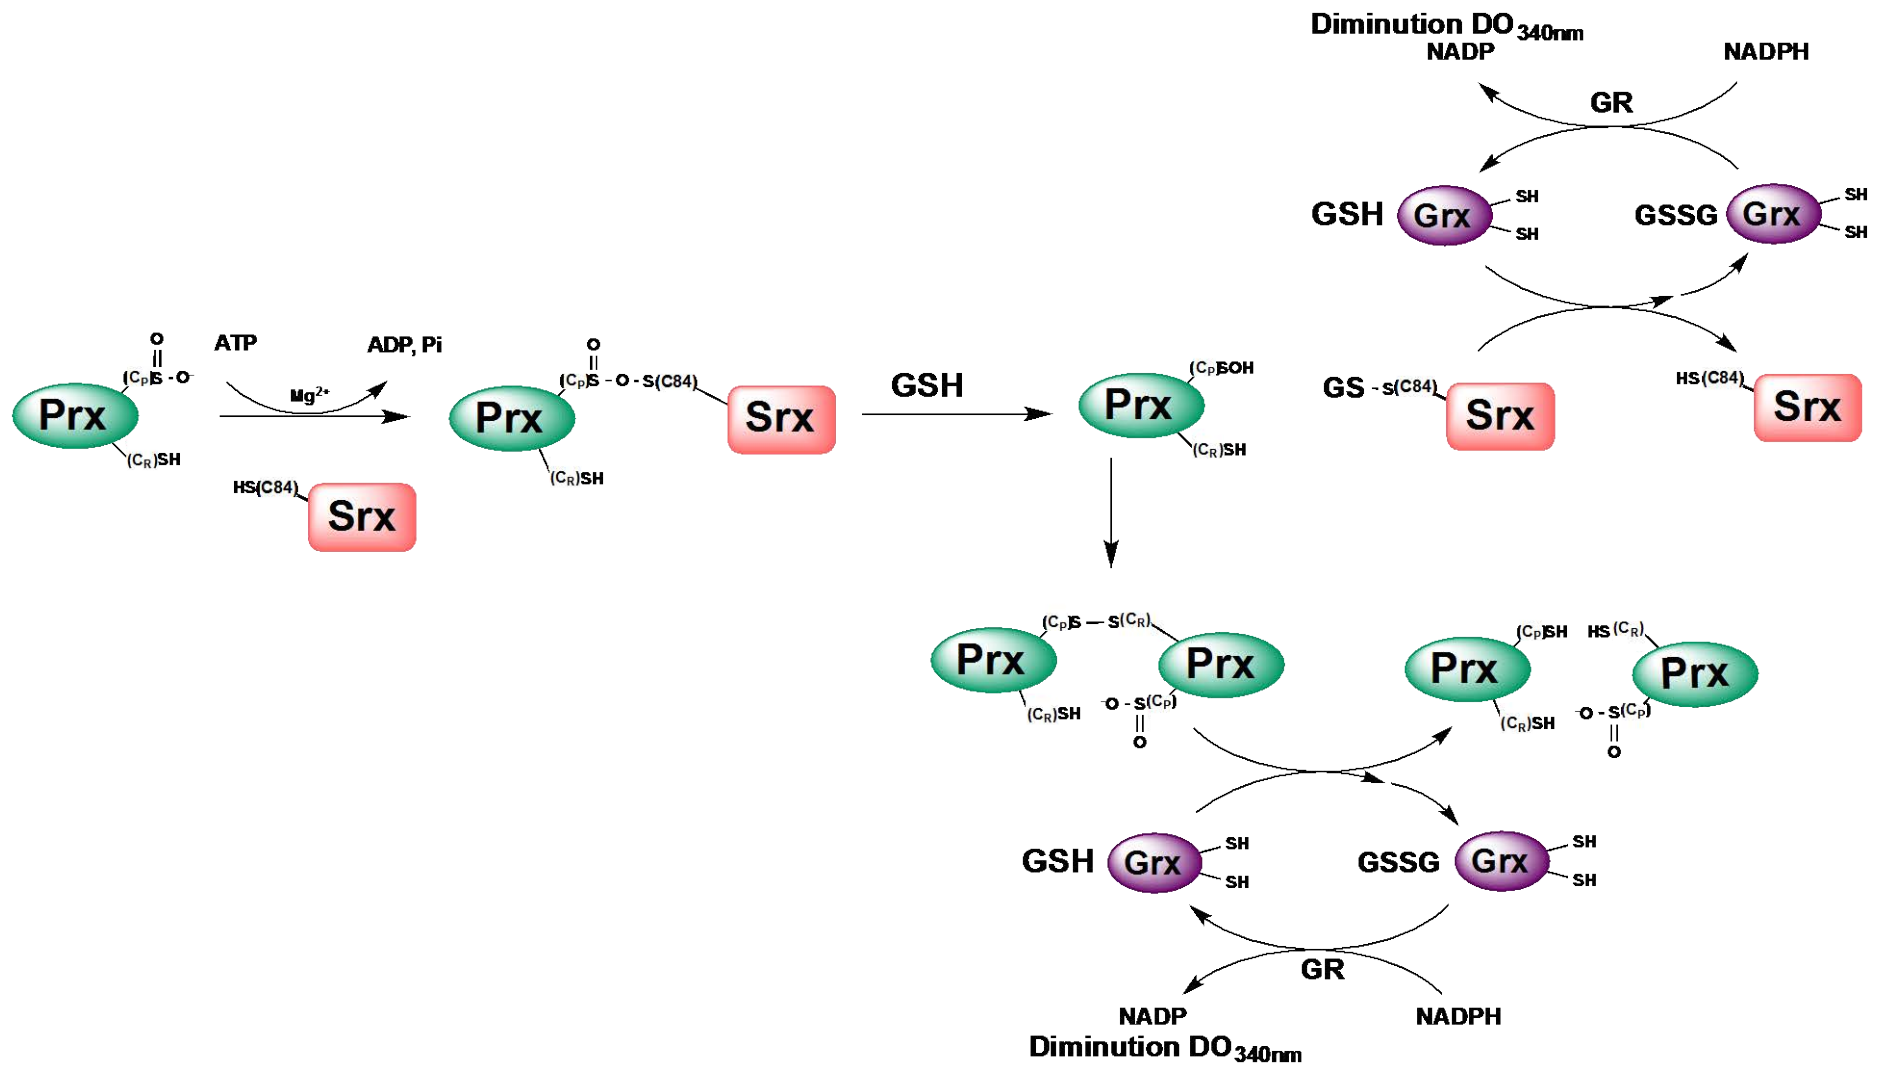 Diminution DO340nm
NADP
NADPH
GR
GSH
Grx
SH
SH
GSSG
Grx
SH
SH
O
(CP)S-O-
Prx
(CR)SH
ATP
Mg2+
ADP, Pi
HS(C84)
Srx
O
(CP)S-O-S(C84)
Prx
Srx
(CR)SH
GSH
(CP)SOH
Prx
(CR)SH
GS-S(C84)
Srx
HS(C84)
Srx
(CP)S—S(CR)
Prx
Prx
(CR)SH
-O-S(CP)
O
(CP)SH
HS(CR)
Prx
Prx
(CR)SH
-O-S(CP)
O
GSH
Grx
SH
SH
GSSG
Grx
SH
SH
GR
NADP
NADPH
Diminution DO340nm